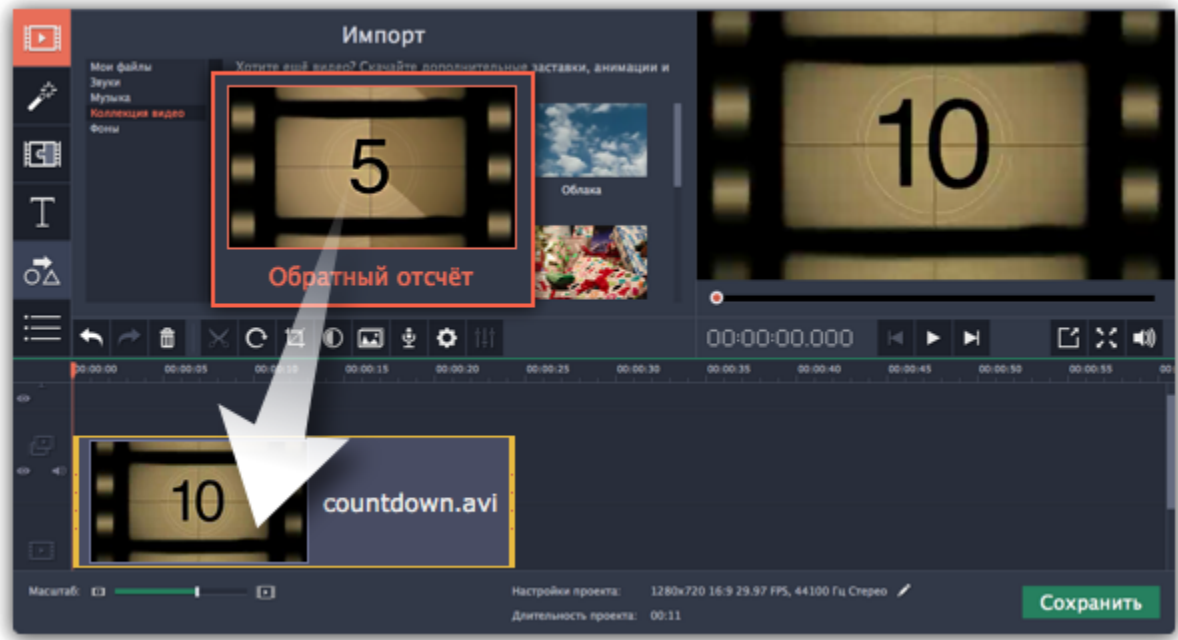 Импорт
Мои файлы
Звуки
Музыка
Коллекция видео
Фоны
Хотите ещё видео? Скачайте дополнительные заставки, анимации и
5
Обратный отсчёт
Облака
10
00:00:00.000
00:00:00 00:00:05 00:00:10 00:00:15 00:00:20 00:00:25 00:00:30 00:00:35 00:00:40 00:00:45 00:00:50 00:00:55
10
countdown.avi
Масштаб:
Настройки проекта: 1280x720 16:9 29.97 FPS, 44100 Гц Стерео
Длительность проекта: 00:11
Сохранить